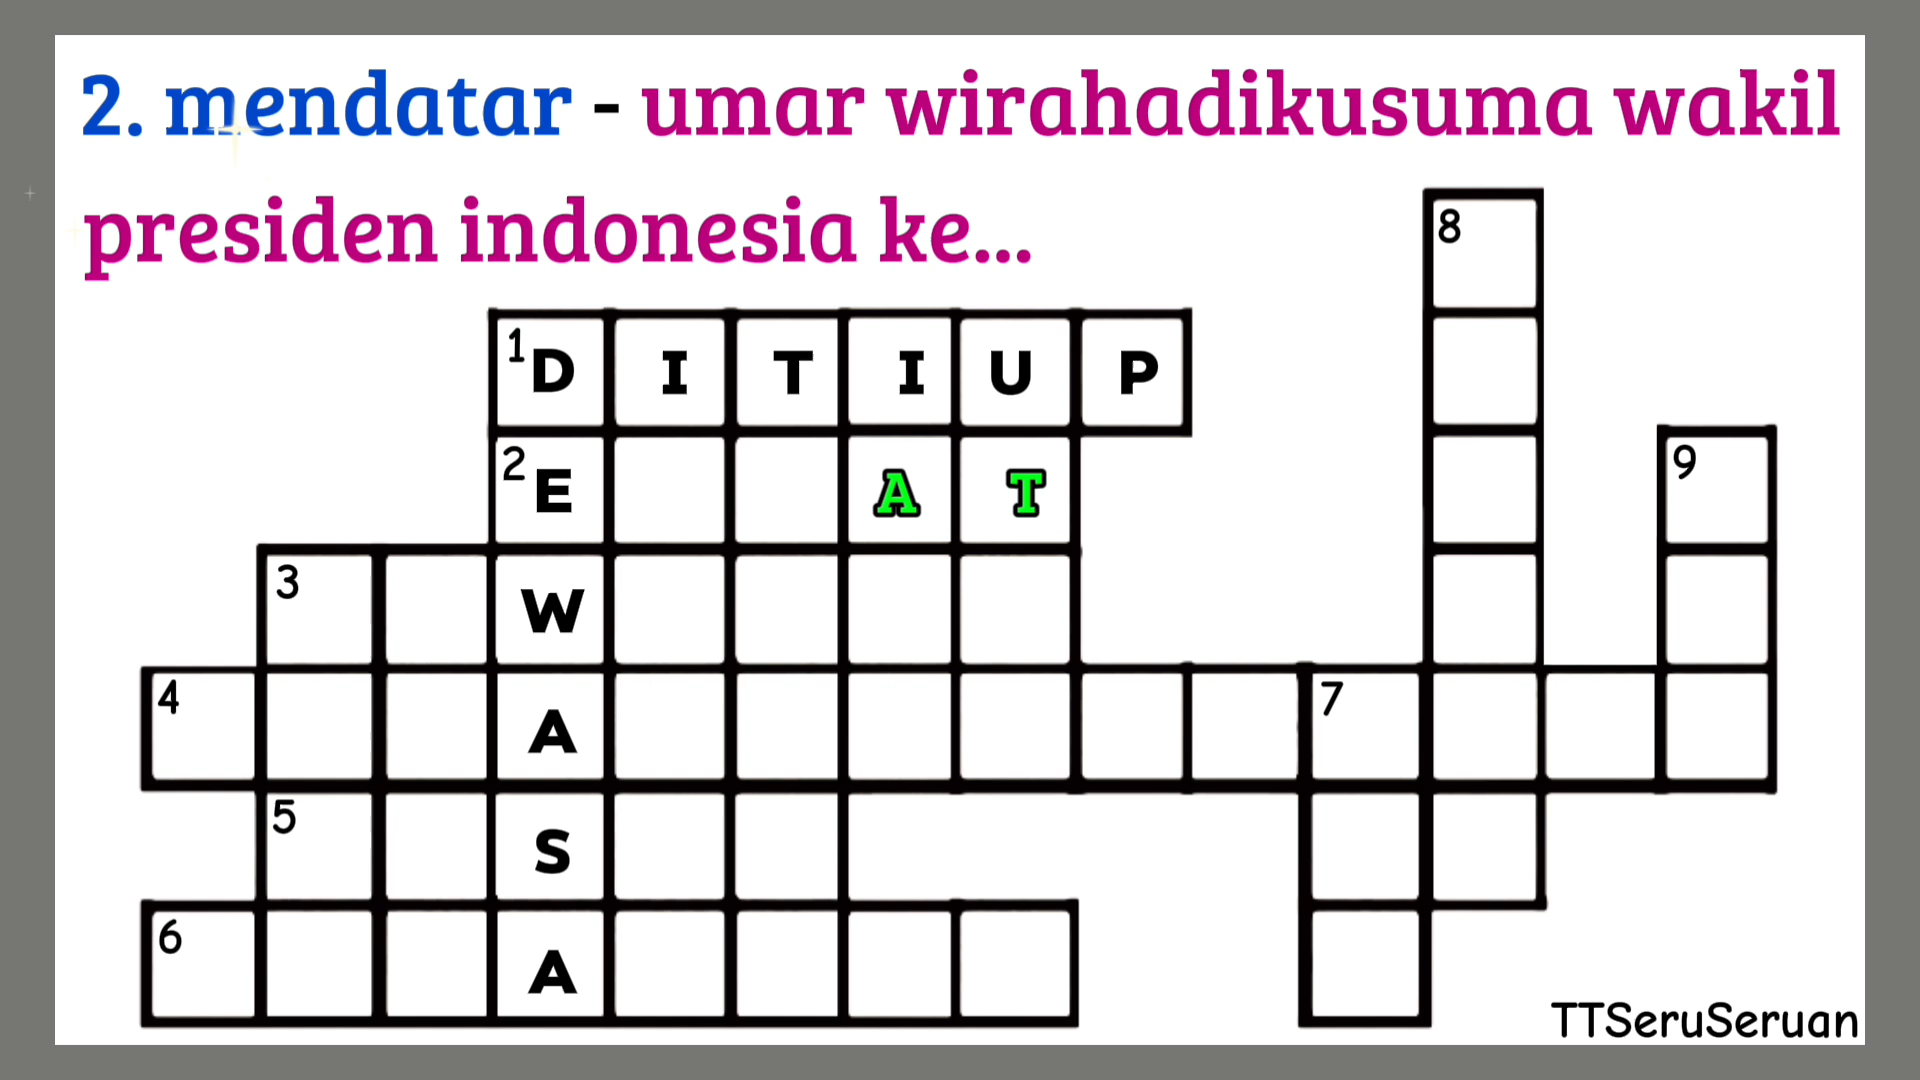 2. mendatar - umar wirahadikusuma wakil
presiden indonesia ke...
8
1 D I T I U P
2 E A T
9
3 W
4 A 7
5 S
6 A
TTSeruSeruan